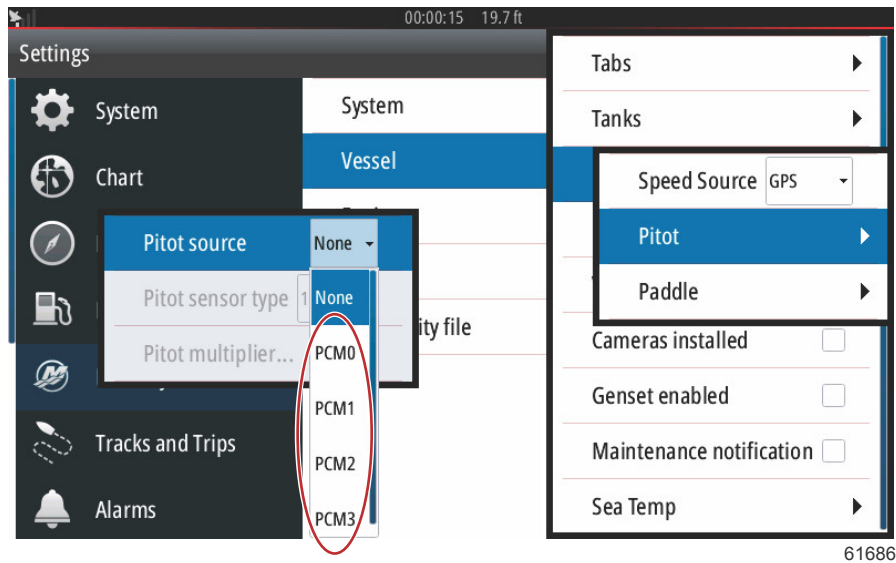 00:00:15 19.7 ft
Settings
System
Chart
Tracks and Trips
Alarms
System
Vessel
ity file
Tabs
Tanks
Speed Source GPS
Pitot
Paddle
Cameras installed
Genset enabled
Maintenance notification
Sea Temp
Pitot source None
Pitot sensor type 1
Pitot multiplier...
None
PCM0
PCM1
PCM2
PCM3
61686